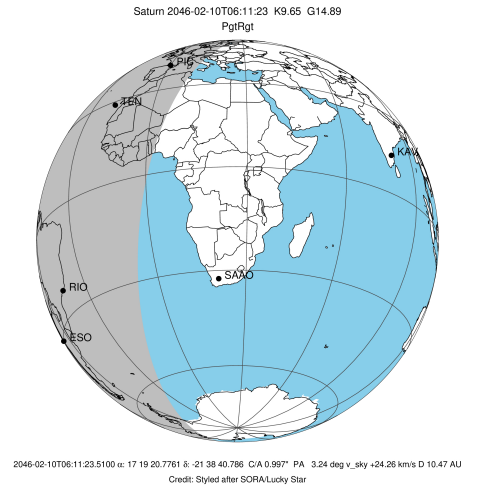 Saturn 2046-02-10T06:11:23 K9.65 G14.89
PgtRgt
PIC
TEN
KAV
SAAO
RIO
ESO
2046-02-10T06:11:23.5100 α: 17 19 20.7761 δ: -21 38 40.786 C/A 0.997" PA 3.24 deg v_sky +24.26 km/s D 10.47 AU
Credit: Styled after SORA/Lucky Star